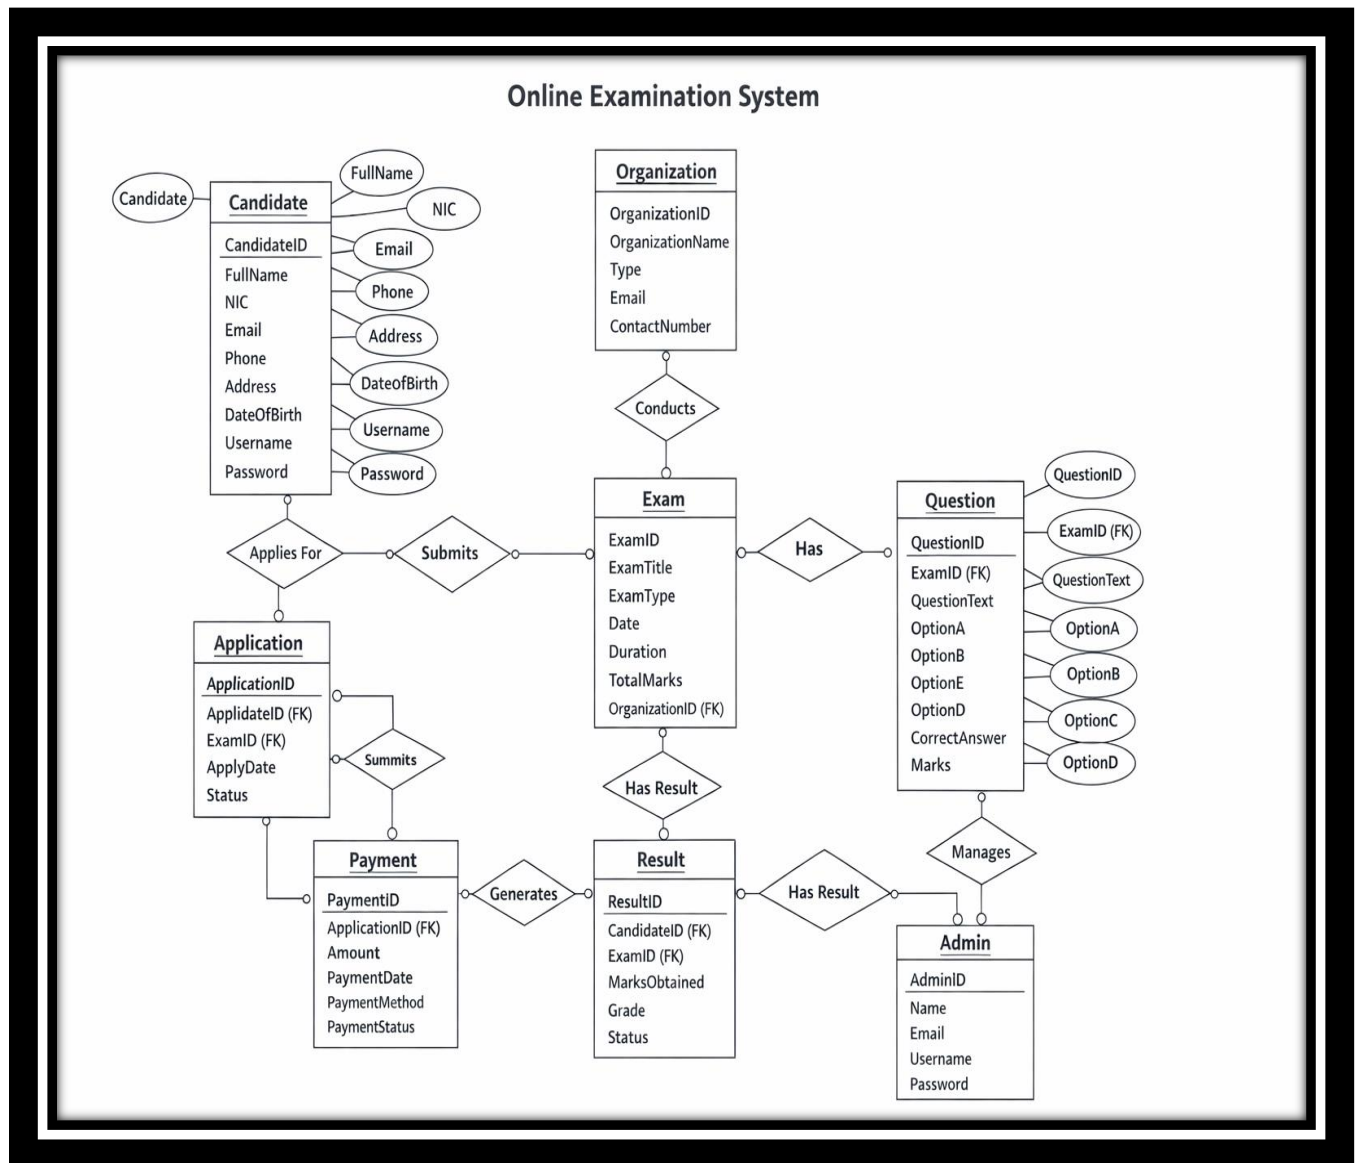 Online Examination System
Candidate
Candidate
CandidateID
FullName
NIC
Email
Phone
Address
DateOfBirth
Username
Password
FullName
NIC
Email
Phone
Address
DateofBirth
Username
Password
Organization
OrganizationID
OrganizationName
Type
Email
ContactNumber
Conducts
Applies For
Submits
Exam
ExamID
ExamTitle
ExamType
Date
Duration
TotalMarks
OrganizationID (FK)
Has
Question
QuestionID
ExamID (FK)
QuestionText
OptionA
OptionB
OptionE
OptionD
CorrectAnswer
Marks
QuestionID
ExamID (FK)
QuestionText
OptionA
OptionB
OptionC
OptionD
Application
ApplicationID
ApplidateID (FK)
ExamID (FK)
ApplyDate
Status
Summits
Has Result
Manages
Payment
PaymentID
ApplicationID (FK)
Amount
PaymentDate
PaymentMethod
PaymentStatus
Generates
Result
ResultID
CandidateID (FK)
ExamID (FK)
MarksObtained
Grade
Status
Has Result
Admin
AdminID
Name
Email
Username
Password